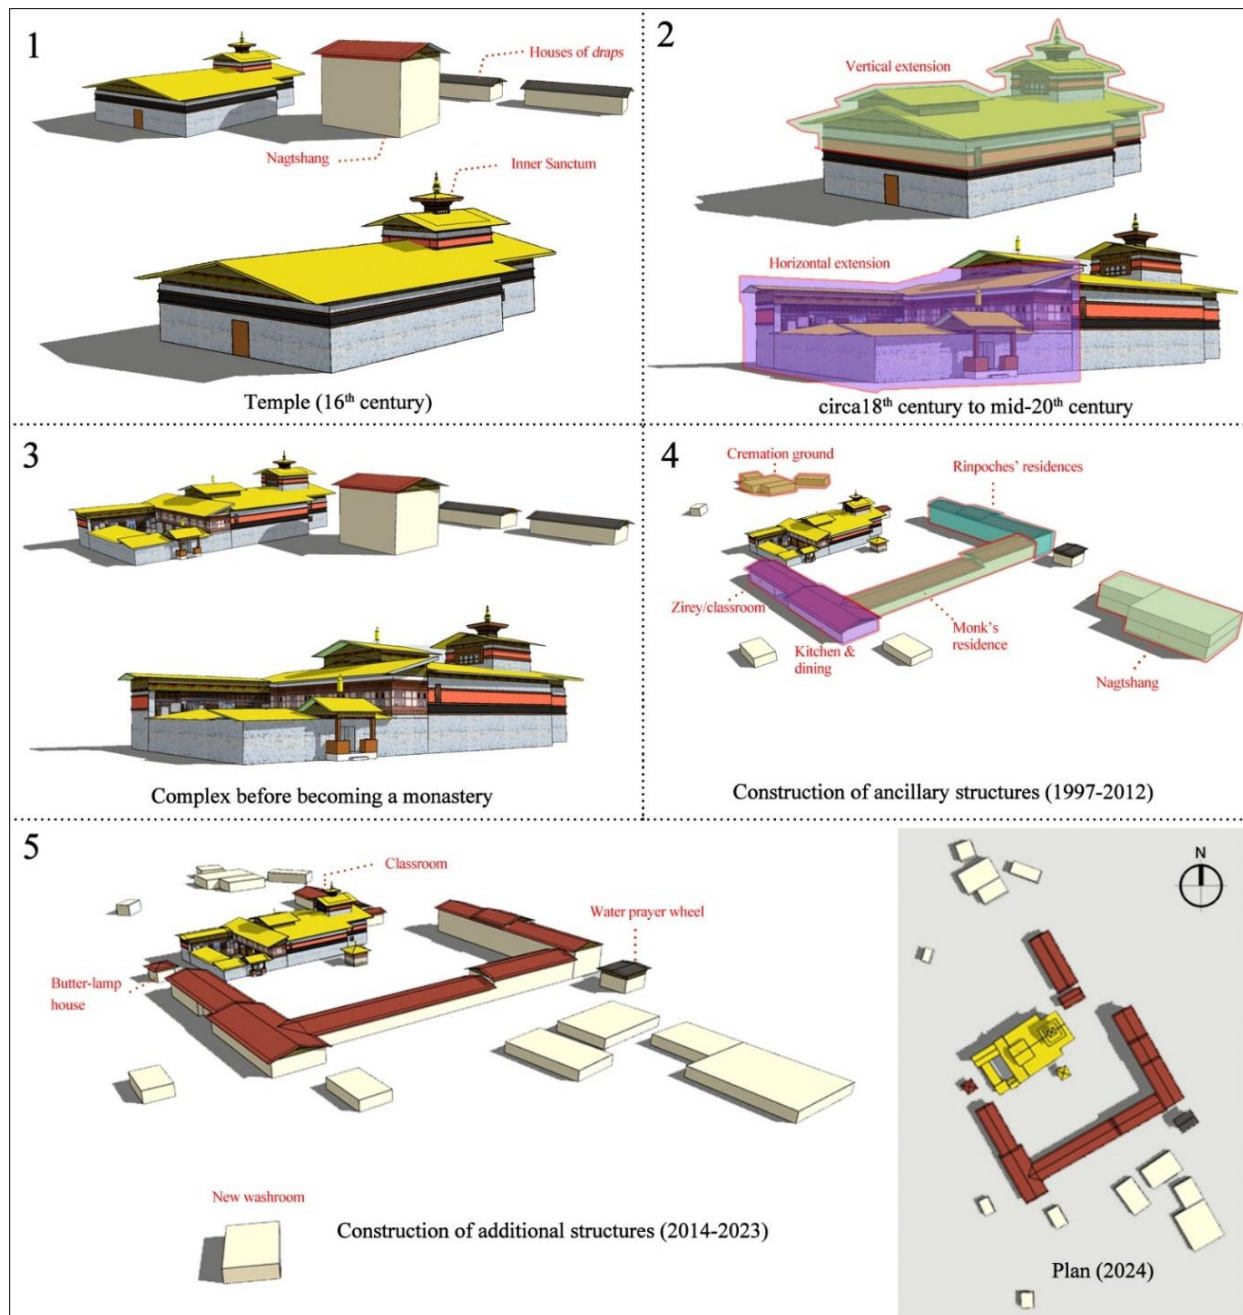 1
Houses of draps
Nagtshang
Inner Sanctum
Temple (16th century)
2
Vertical extension
Horizontal extension
circa18th century to mid-20th century
3
Complex before becoming a monastery
4
Cremation ground
Rinpoches’ residences
Zirey/classroom
Kitchen &
dining
Monk’s
residence
Nagtshang
Construction of ancillary structures (1997-2012)
5
Classroom
Water prayer wheel
Butter-lamp
house
New washroom
Construction of additional structures (2014-2023)
N
Plan (2024)